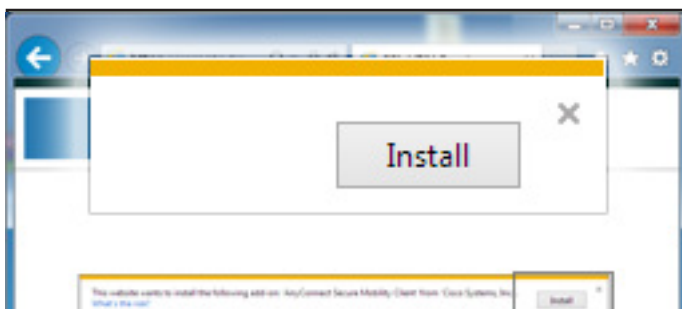 Install
This website wants to install the following add-on: 'AnyConnect Secure Mobility Client' from 'Cisco Systems, Inc.
What's the risk?
Install